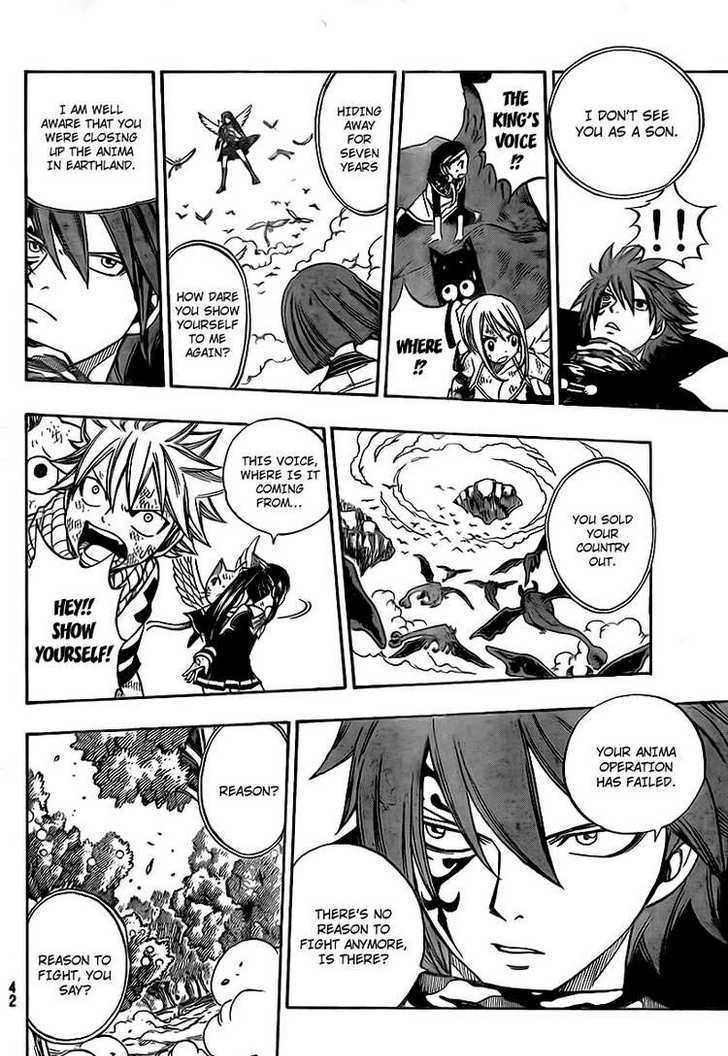 I DON'T SEE
YOU AS A SON.
!!
THE
KING'S
VOICE
!?
WHERE
!?
HIDING
AWAY
FOR
SEVEN
YEARS
HOW DARE
YOU SHOW
YOURSELF
TO ME
AGAIN?
I AM WELL
AWARE THAT YOU
WERE CLOSING
UP THE ANIMA
IN EARTHLAND.
YOU SOLD
YOUR
COUNTRY
OUT.
THIS VOICE,
WHERE IS IT
COMING
FROM...
HEY!!
SHOW
YOURSELF!
YOUR ANIMA
OPERATION
HAS FAILED.
THERE'S NO
REASON TO
FIGHT ANYMORE,
IS THERE?
REASON?
REASON TO
FIGHT, YOU
SAY?
42